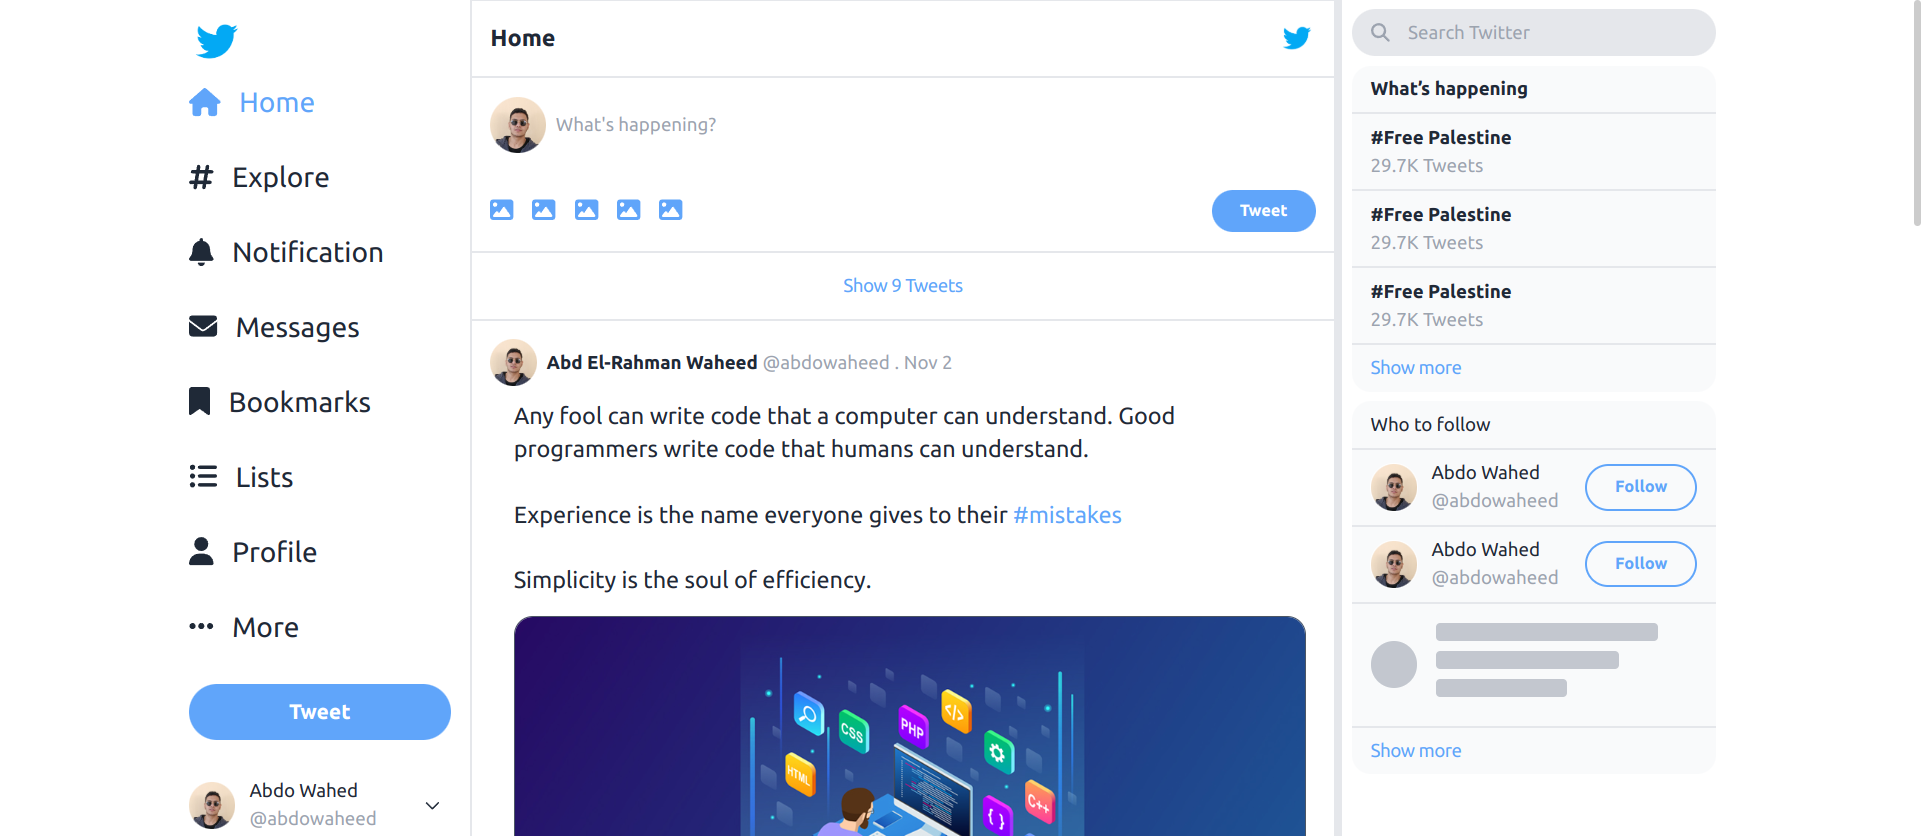 Home
Explore
Notification
Messages
Bookmarks
Lists
Profile
More
Tweet
Abdo Wahed
@abdowaheed
Home
What's happening?
Tweet
Show 9 Tweets
Abd El-Rahman Waheed @abdowaheed . Nov 2
Any fool can write code that a computer can understand. Good
programmers write code that humans can understand.
Experience is the name everyone gives to their #mistakes
Simplicity is the soul of efficiency.
CSS
PHP
</>
HTML
C++
{ }
Search Twitter
What’s happening
#Free Palestine
29.7K Tweets
#Free Palestine
29.7K Tweets
#Free Palestine
29.7K Tweets
Show more
Who to follow
Abdo Wahed
@abdowaheed
Follow
Abdo Wahed
@abdowaheed
Follow
Show more